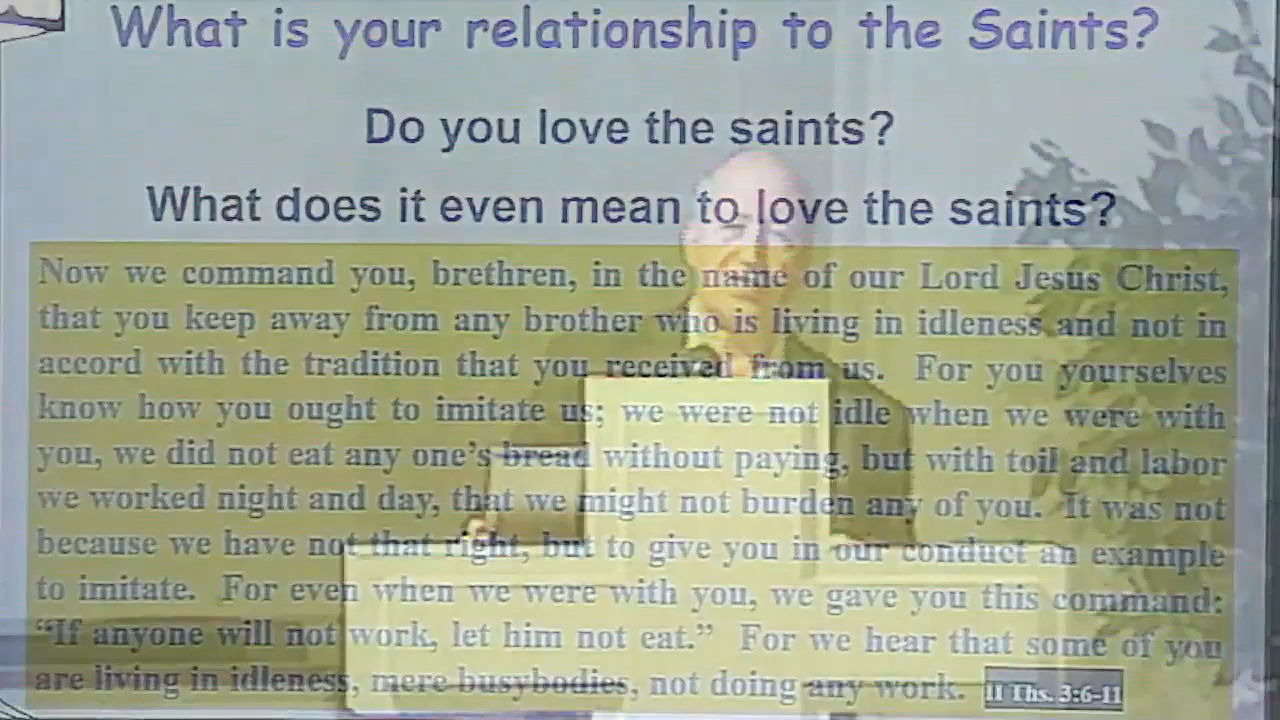 What is your relationship to the Saints?
Do you love the saints?
What does it even mean to love the saints?
Now we command you, brethren, in the name of our Lord Jesus Christ,
that you keep away from any brother who is living in idleness and not in
accord with the tradition that you received from us. For you yourselves
know how you ought to imitate us; we were not idle when we were with
you, we did not eat any one's bread without paying, but with toil and labor
we worked night and day, that we might not burden any of you. It was not
because we have not that right, but to give you in our conduct an example
to imitate. For even when we were with you, we gave you this command:
“If anyone will not work, let him not eat.” For we hear that some of you
are living in idleness, mere busybodies, not doing any work. II Ths. 3:6-11